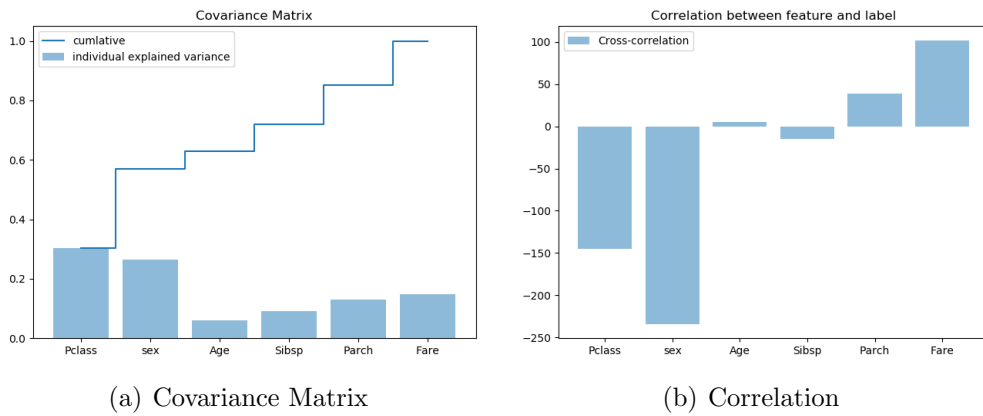 Covariance Matrix
cumlative
individual explained variance
1.0
0.8
0.6
0.4
0.2
0.0
Pclass sex Age Sibsp Parch Fare
(a) Covariance Matrix
Correlation between feature and label
Cross-correlation
100
50
0
−50
−100
−150
−200
−250
Pclass sex Age Sibsp Parch Fare
(b) Correlation